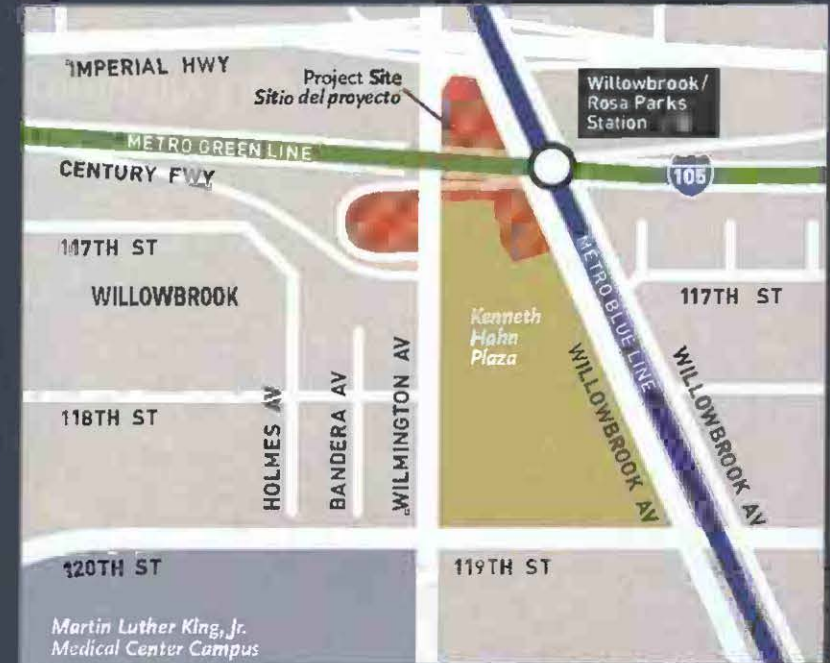 IMPERIAL HWY
Project Site
Sitio del proyecto
Willowbrook/
Rosa Parks
Station
METRO GREEN LINE
CENTURY FWY
105
117TH ST
WILLOWBROOK
117TH ST
Kenneth
Hahn
Plaza
METRO BLUE LINE
WILLOWBROOK AV
WILLOWBROOK AV
118TH ST
HOLMES AV
BANDERA AV
WILMINGTON AV
120TH ST
119TH ST
Martin Luther King, Jr.
Medical Center Campus